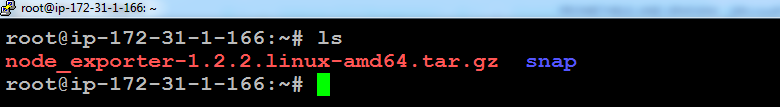 root@ip-172-31-1-166: ~
root@ip-172-31-1-166:~# ls
node_exporter-1.2.2.linux-amd64.tar.gz  snap
root@ip-172-31-1-166:~#